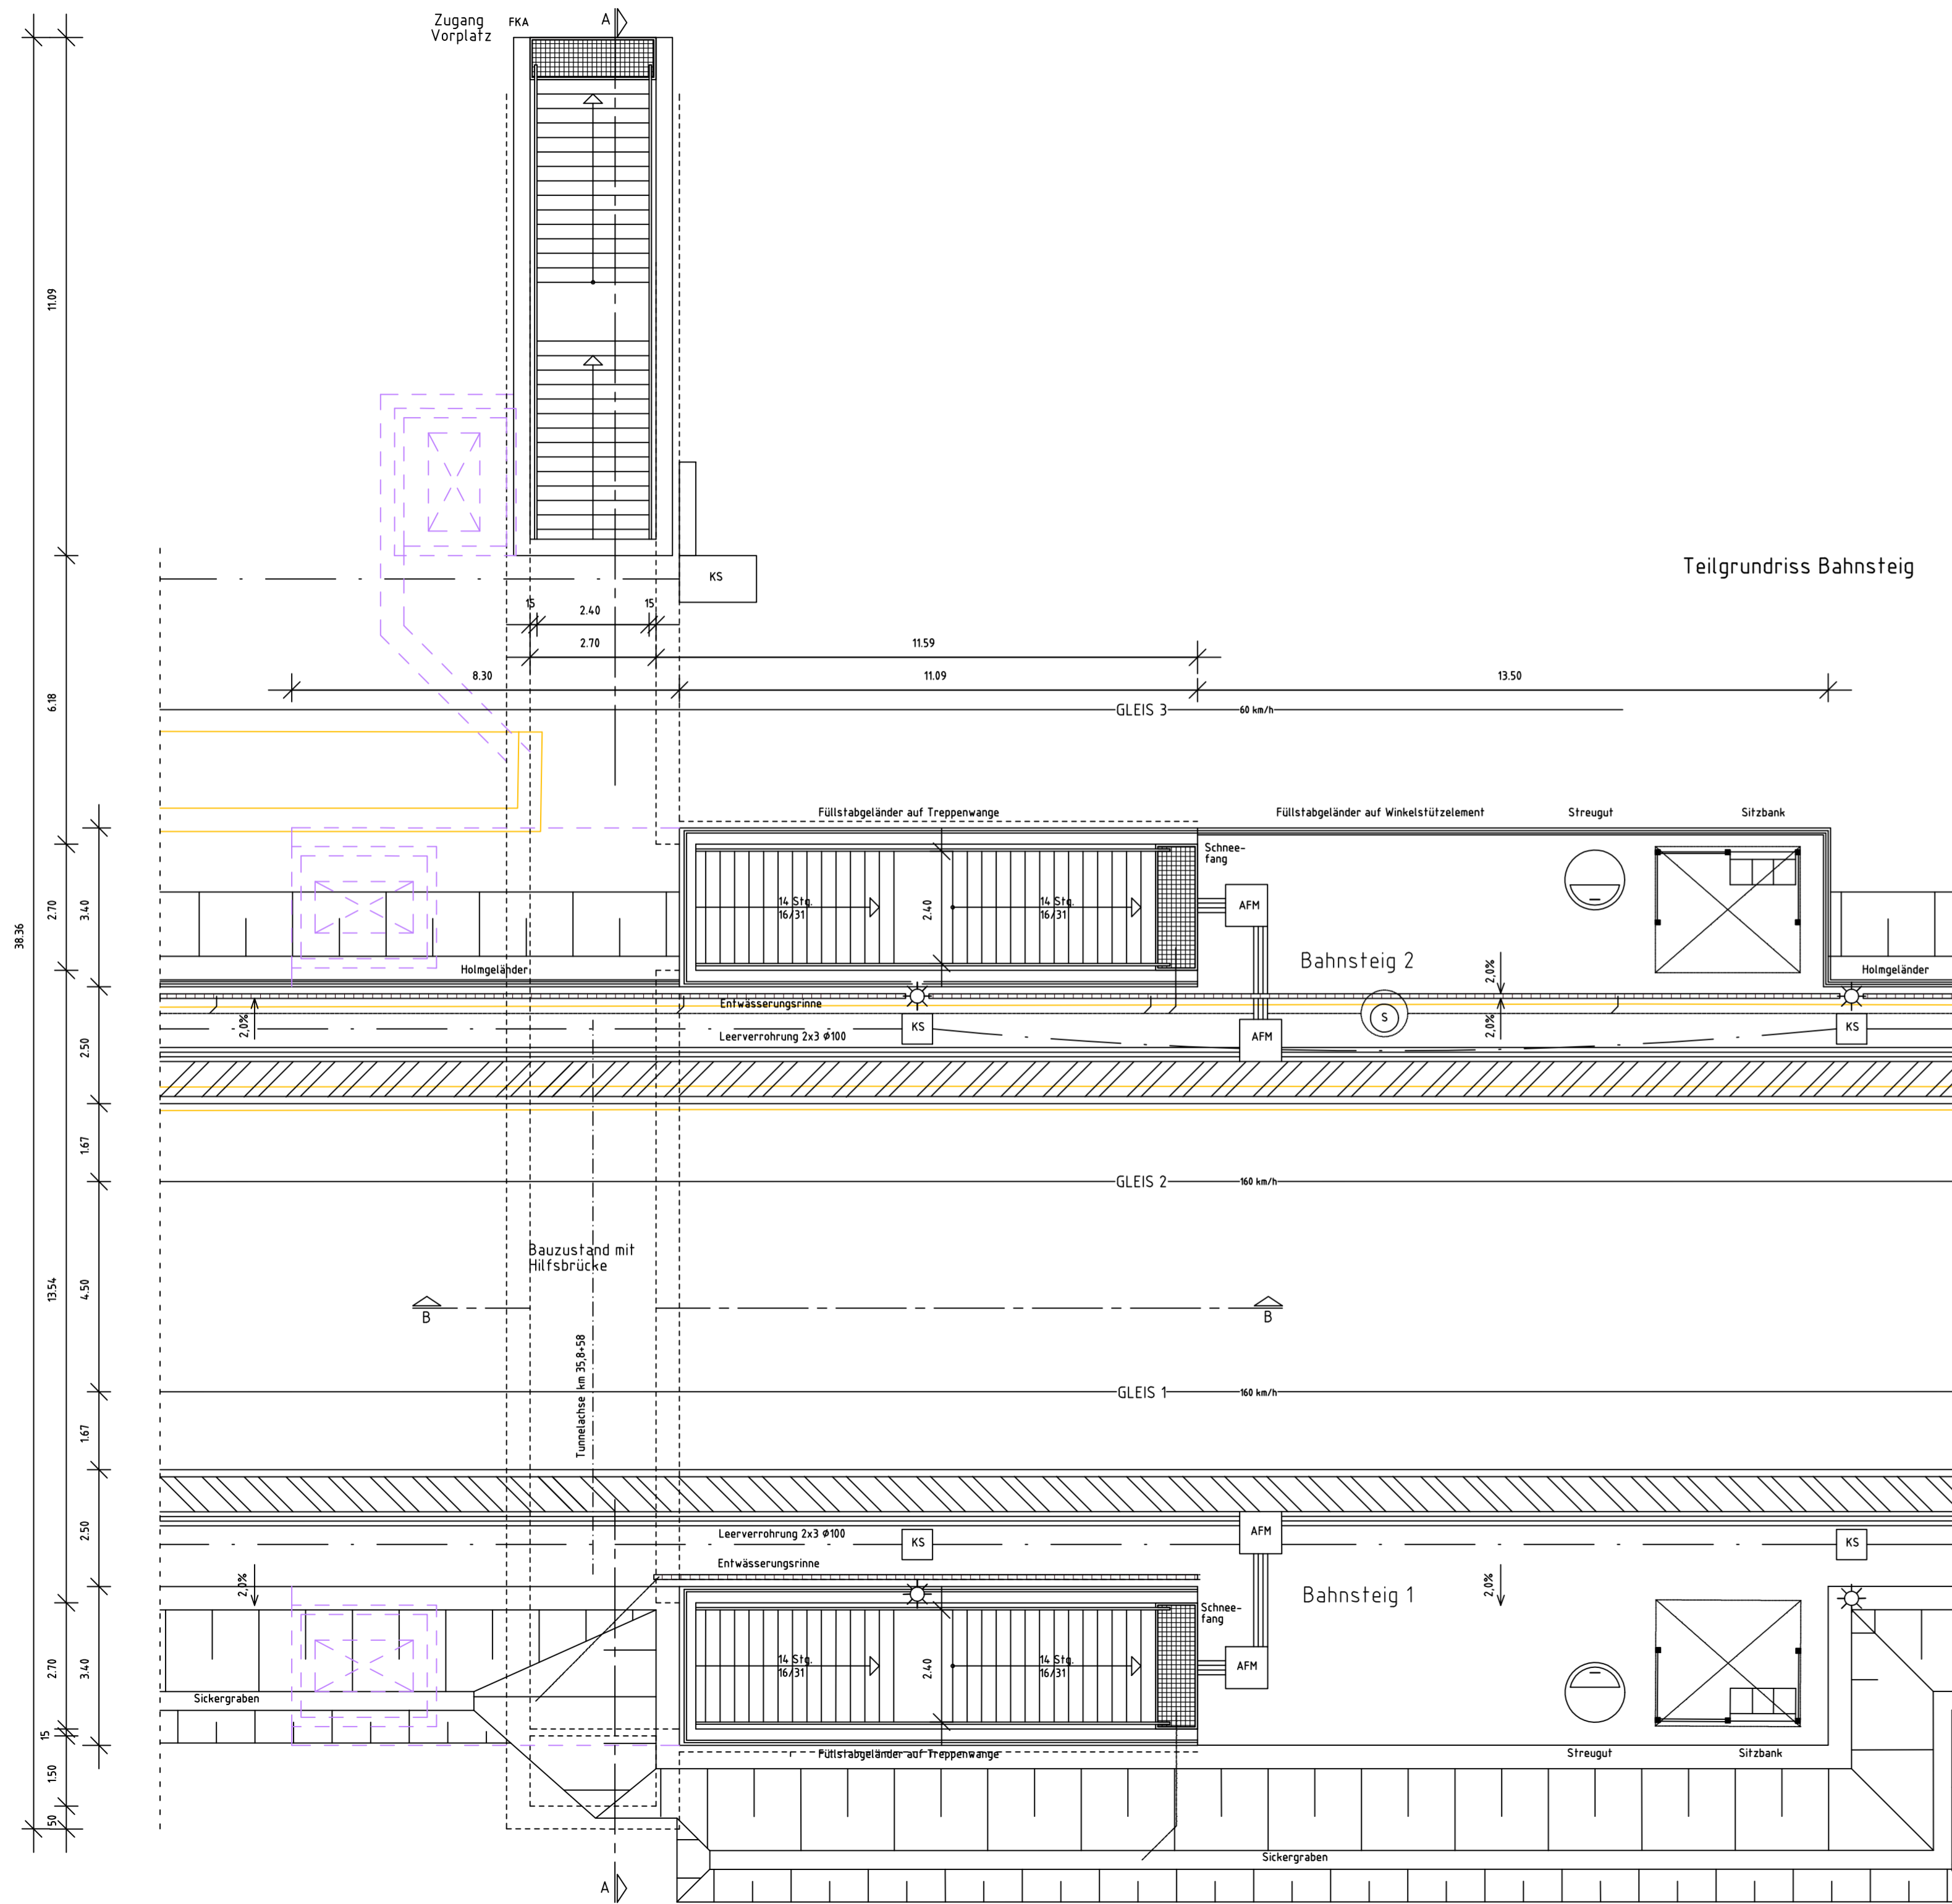 Zugang
Vorplatz
FKA
A
11.09
KS
Teilgrundriss Bahnsteig
15
2.40
15
2.70
11.59
8.30
11.09
13.50
6.18
GLEIS 3
60 km/h
Füllstabgeländer auf Treppenwange
Füllstabgeländer auf Winkelstützelement
Streugut
Sitzbank
Schnee-
fang
38.36
2.70
3.40
14 Stg.
16/31
2.40
14 Stg.
16/31
AFM
Bahnsteig 2
Holmgeländer
Holmgeländer
2,0%
Entwässerungsrinne
2,0%
2,0%
KS
S
KS
Leerverrohrung 2x3 Ø100
AFM
2.50
1.67
GLEIS 2
160 km/h
Bauzustand mit
Hilfsbrücke
13.54
4.50
B
B
Tunnelachse km 35,8+58
GLEIS 1
160 km/h
1.67
2.50
Leerverrohrung 2x3 Ø100
KS
AFM
KS
Entwässerungsrinne
2,0%
2,0%
Bahnsteig 1
Schnee-
fang
2.70
3.40
14 Stg.
16/31
2.40
14 Stg.
16/31
AFM
Sickergraben
15
Füllstabgeländer auf Treppenwange
Streugut
Sitzbank
1.50
50
Sickergraben
A